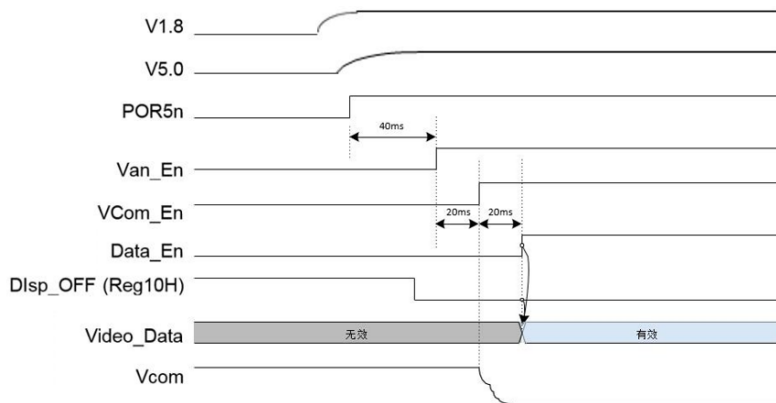 V1.8
V5.0
POR5n
40ms
Van_En
VCom_En
20ms 20ms
Data_En
DIsp_OFF (Reg10H)
Video_Data 无效 有效
Vcom